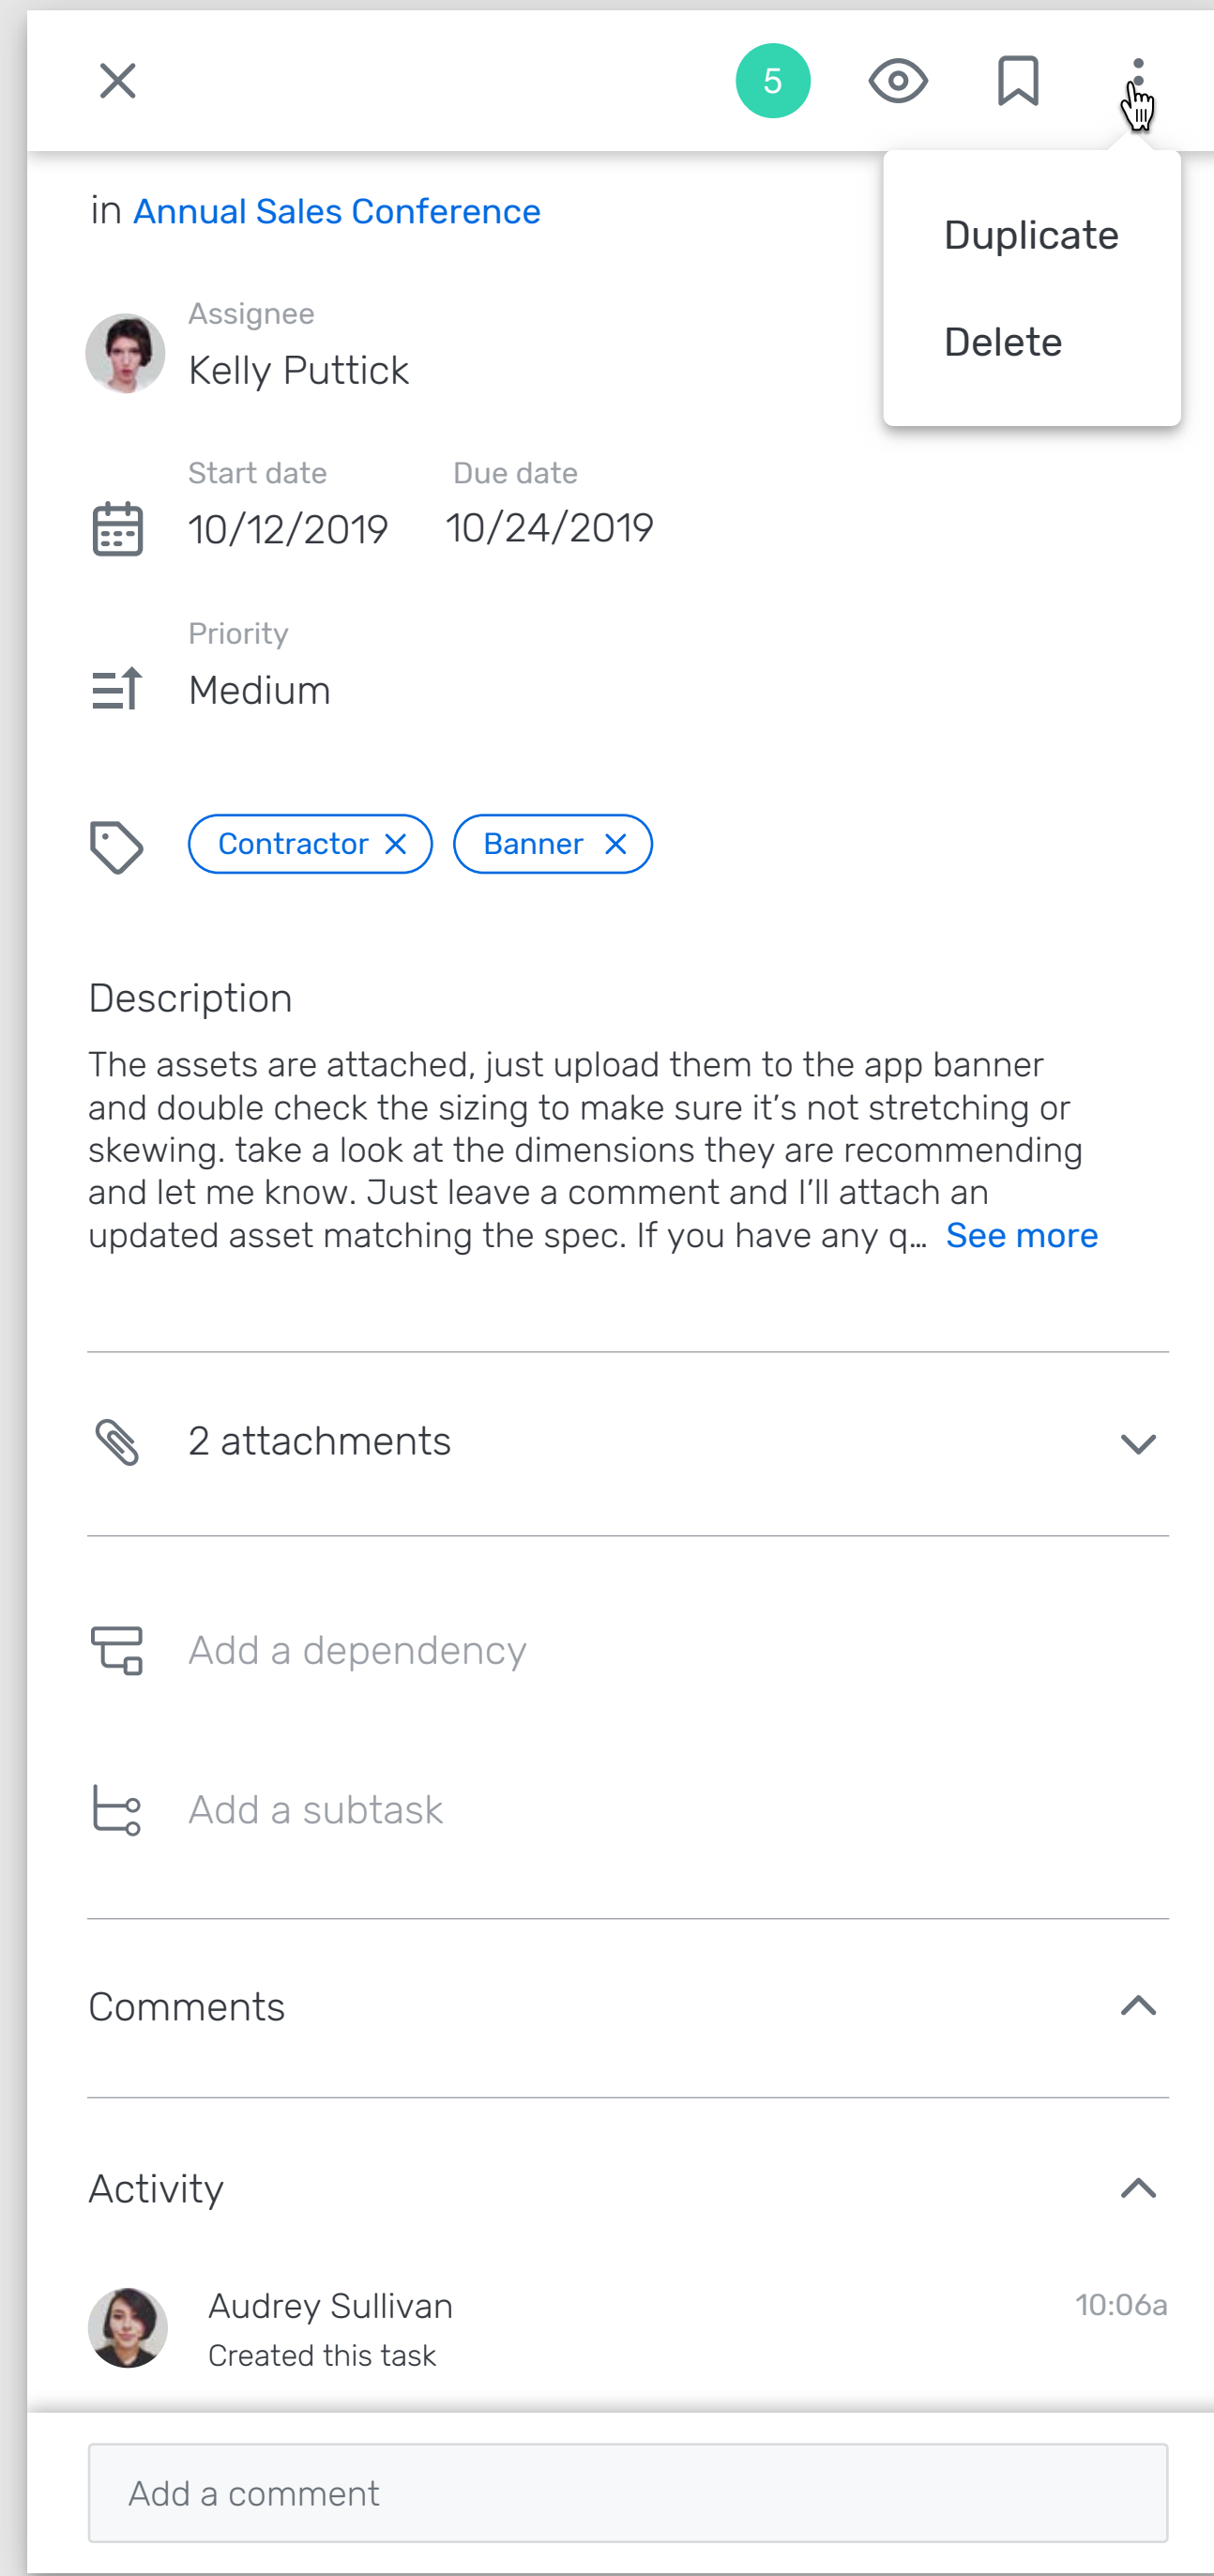 5
in Annual Sales Conference
Duplicate
Delete
Assignee
Kelly Puttick
Start date Due date
10/12/2019 10/24/2019
Priority
Medium
Contractor Banner
Description
The assets are attached, just upload them to the app banner
and double check the sizing to make sure it’s not stretching or
skewing. take a look at the dimensions they are recommending
and let me know. Just leave a comment and I’ll attach an
updated asset matching the spec. If you have any q... See more
2 attachments
Add a dependency
Add a subtask
Comments
Activity
Audrey Sullivan 10:06a
Created this task
Add a comment